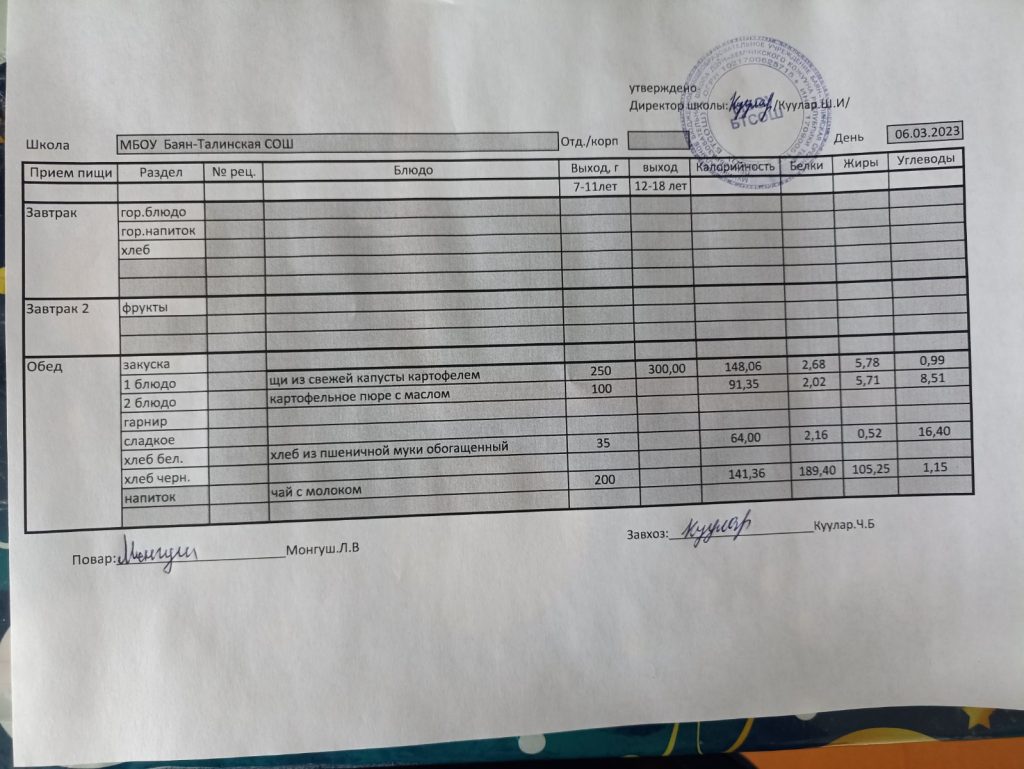 утверждено
Директор школы: Куулар /Куулар.Ш.И/
БТСОШ
Школа МБОУ Баян-Талинская СОШ Отд./корп День 06.03.2023
Прием пищи Раздел № рец. Блюдо Выход, г выход Калорийность Белки Жиры Углеводы
7-11лет 12-18 лет
Завтрак гор.блюдо
гор.напиток
хлеб
Завтрак 2 фрукты
Обед закуска
1 блюдо щи из свежей капусты картофелем 250 300,00 148,06 2,68 5,78 0,99
2 блюдо картофельное пюре с маслом 100 91,35 2,02 5,71 8,51
гарнир
сладкое
хлеб бел. хлеб из пшеничной муки обогащенный 35 64,00 2,16 0,52 16,40
хлеб черн.
напиток чай с молоком 200 141,36 189,40 105,25 1,15
Повар: Монгуш Монгуш.Л.В Завхоз: Куулар Куулар.Ч.Б